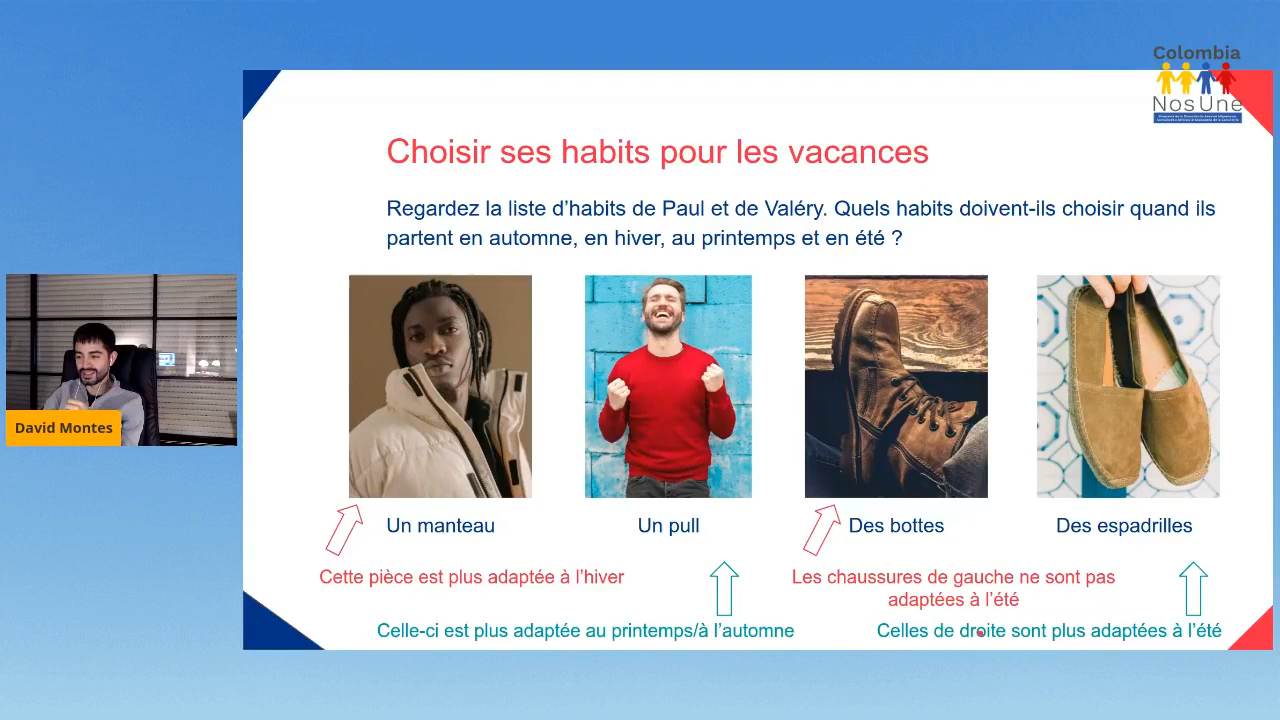 Colombia
NosUne
Choisir ses habits pour les vacances
Regardez la liste d’habits de Paul et de Valéry. Quels habits doivent-ils choisir quand ils
partent en automne, en hiver, au printemps et en été ?
David Montes
Un manteau
Un pull
Des bottes
Des espadrilles
Cette pièce est plus adaptée à l’hiver
Les chaussures de gauche ne sont pas
adaptées à l’été
Celle-ci est plus adaptée au printemps/à l’automne
Celles de droite sont plus adaptées à l’été